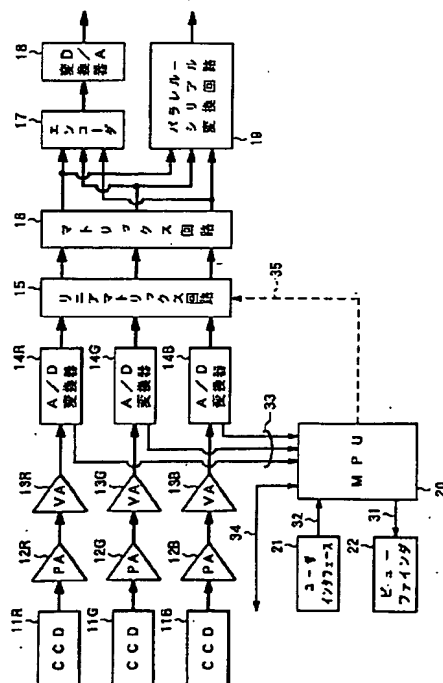 11R
CCD
12R
PA
13R
VA
14R
A/D
変換器
11G
CCD
12G
PA
13G
VA
14G
A/D
変換器
11B
CCD
12B
PA
13B
VA
14B
A/D
変換器
15
リニアマトリックス回路
16
マトリックス回路
17
エンコーダ
18
D/A
変換器
パラレルー
シリアル
変換回路
19
33
34
35
21
ユーザ
インタフェース
32
22
ビュー
ファインダ
31
MPU
20